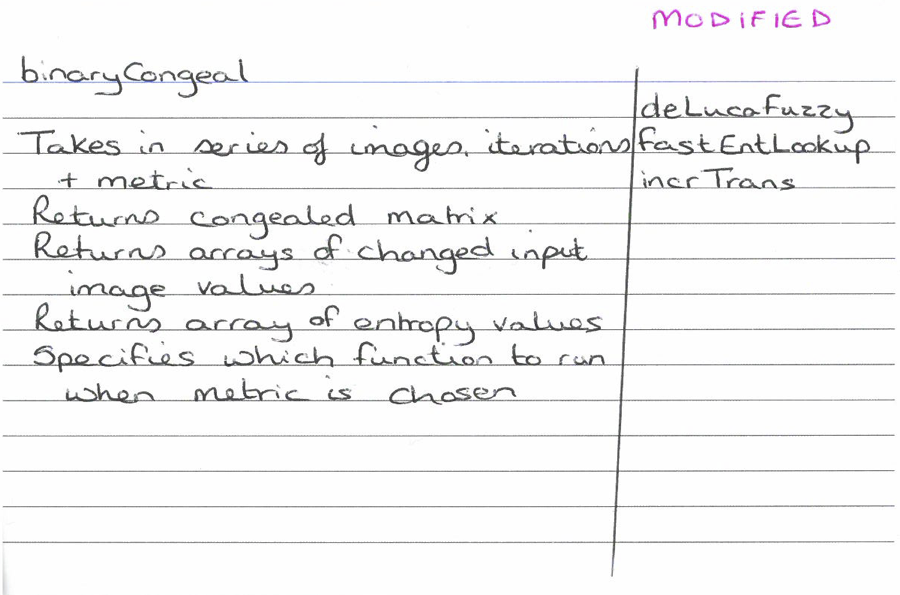 MODIFIED
binaryCongeal
Takes in series of images, iterations
+ metric
Returns congealed matrix
Returns arrays of changed input
image values
Returns array of entropy values
Specifies which function to run
when metric is chosen
deLucaFuzzy
fastEntLookup
incrTrans